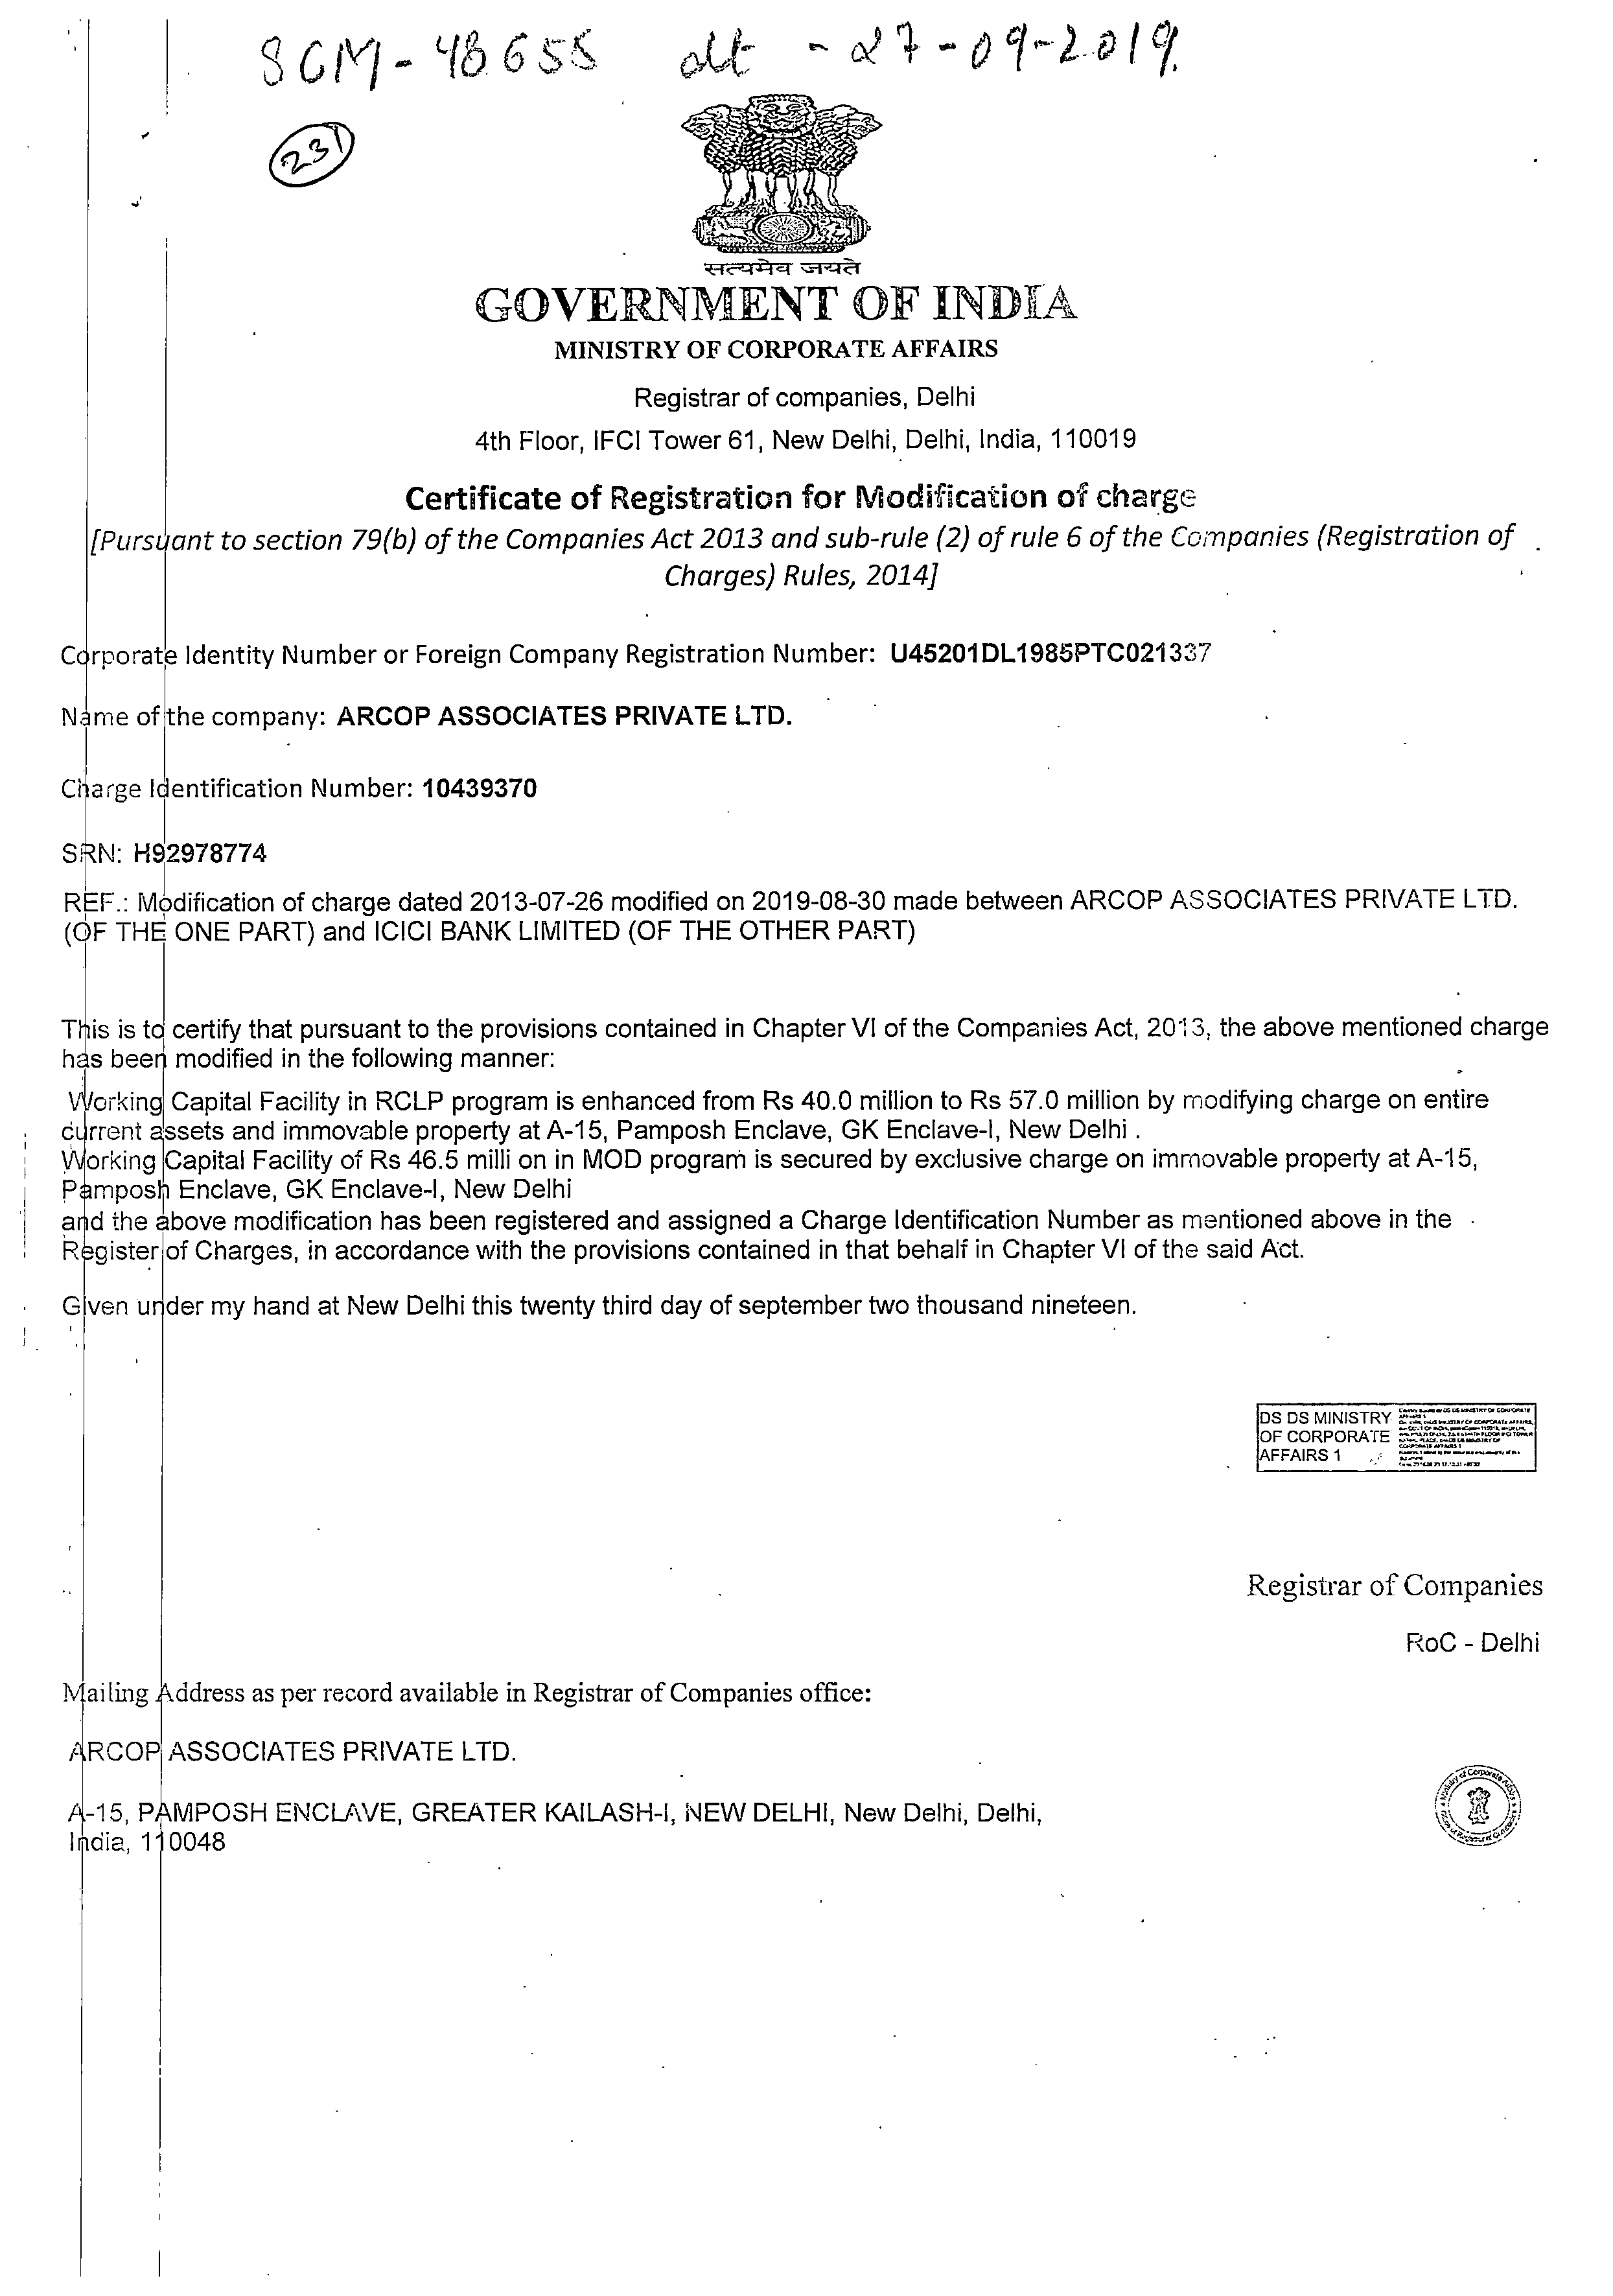 SGM-48655 dt - 27-09-2019.
231
सत्यमेव जयते
GOVERNMENT OF INDIA
MINISTRY OF CORPORATE AFFAIRS
Registrar of companies, Delhi
4th Floor, IFCI Tower 61, New Delhi, Delhi, India, 110019
Certificate of Registration for Modification of charge
[Pursuant to section 79(b) of the Companies Act 2013 and sub-rule (2) of rule 6 of the Companies (Registration of
Charges) Rules, 2014]
Corporate Identity Number or Foreign Company Registration Number: U45201DL1985PTC021337
Name of the company: ARCOP ASSOCIATES PRIVATE LTD.
Charge Identification Number: 10439370
SRN: H92978774
REF.: Modification of charge dated 2013-07-26 modified on 2019-08-30 made between ARCOP ASSOCIATES PRIVATE LTD.
(OF THE ONE PART) and ICICI BANK LIMITED (OF THE OTHER PART)
This is to certify that pursuant to the provisions contained in Chapter VI of the Companies Act, 2013, the above mentioned charge
has been modified in the following manner:
Working Capital Facility in RCLP program is enhanced from Rs 40.0 million to Rs 57.0 million by modifying charge on entire
current assets and immovable property at A-15, Pamposh Enclave, GK Enclave-I, New Delhi .
Working Capital Facility of Rs 46.5 milli on in MOD program is secured by exclusive charge on immovable property at A-15,
Pamposh Enclave, GK Enclave-I, New Delhi
and the above modification has been registered and assigned a Charge Identification Number as mentioned above in the
Register of Charges, in accordance with the provisions contained in that behalf in Chapter VI of the said Act.
Given under my hand at New Delhi this twenty third day of september two thousand nineteen.
DS DS MINISTRY
OF CORPORATE
AFFAIRS 1
Registrar of Companies
RoC - Delhi
Mailing Address as per record available in Registrar of Companies office:
ARCOP ASSOCIATES PRIVATE LTD.
A-15, PAMPOSH ENCLAVE, GREATER KAILASH-I, NEW DELHI, New Delhi, Delhi,
India, 110048